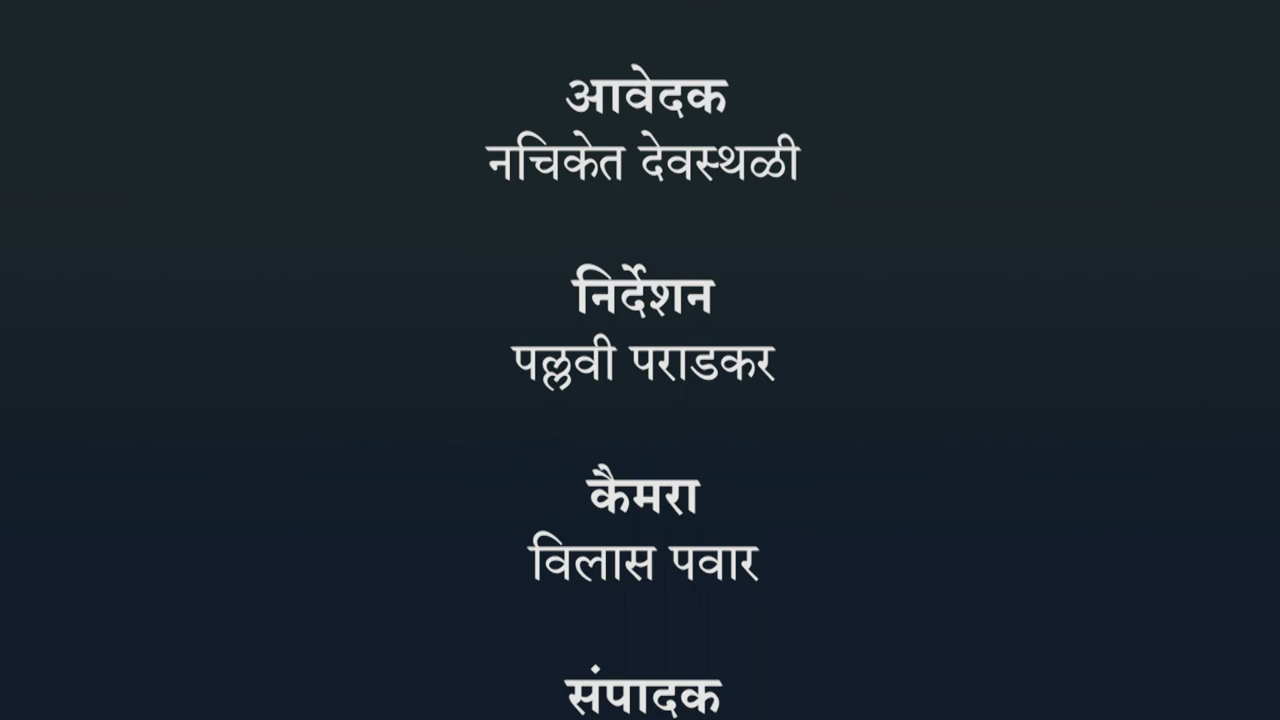 आवेदक
नचिकेत देवस्थळी
निर्देशन
पल्लवी पराडकर
कैमरा
विलास पवार
संपादक